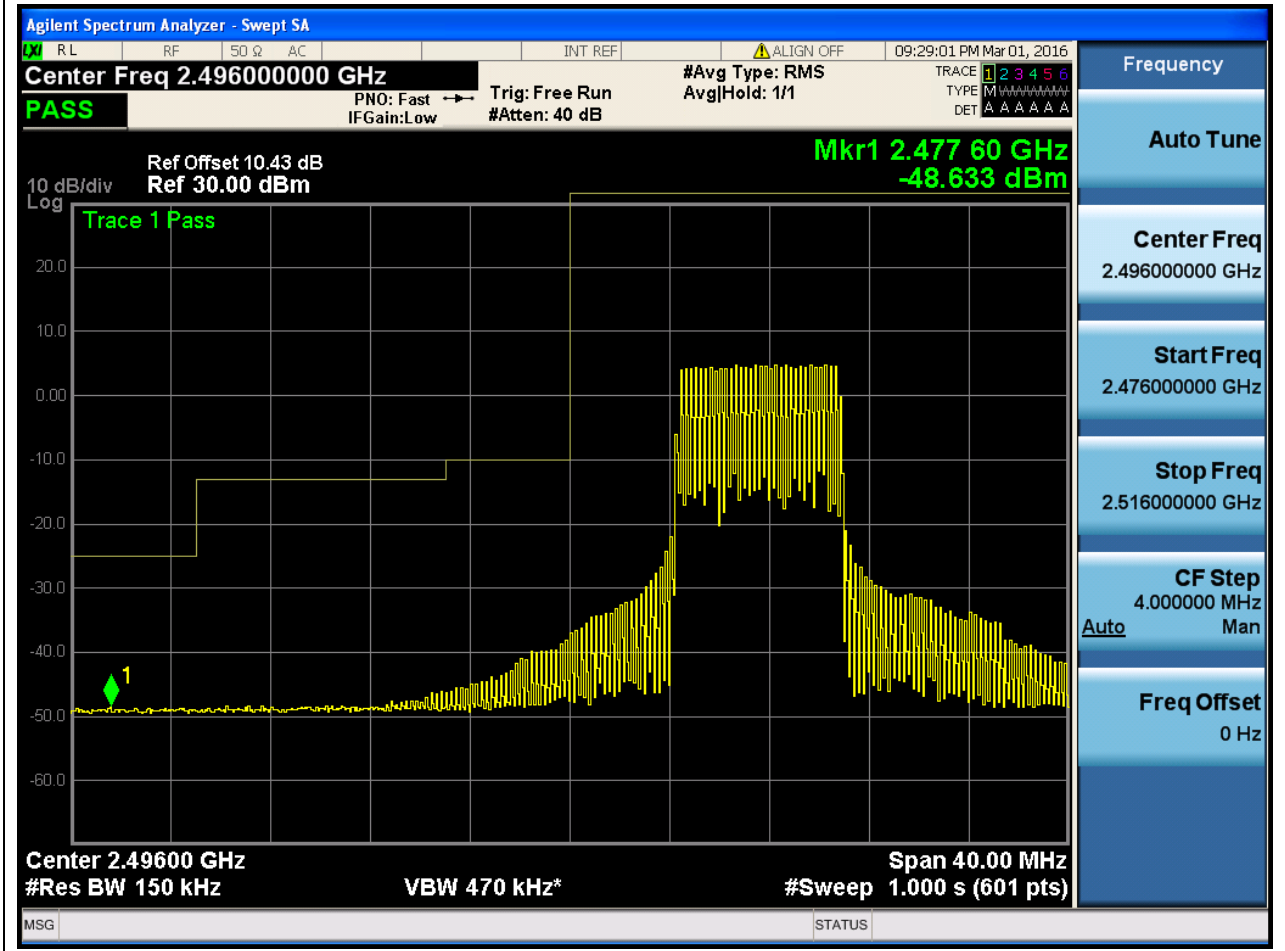 Agilent Spectrum Analyzer - Swept SA
LXI RL RF 50 Ω AC INT REF ALIGN OFF 09:29:01 PM Mar 01, 2016
Center Freq 2.496000000 GHz
PASS
PNO: Fast
IFGain:Low
Trig: Free Run
#Atten: 40 dB
#Avg Type: RMS
Avg|Hold: 1/1
TRACE 1 2 3 4 5 6
TYPE M
DET A A A A A A
Mkr1 2.477 60 GHz
-48.633 dBm
Ref Offset 10.43 dB
10 dB/div Ref 30.00 dBm
Log
Trace 1 Pass
20.0
10.0
0.00
-10.0
-20.0
-30.0
-40.0
1
-50.0
-60.0
Center 2.49600 GHz Span 40.00 MHz
#Res BW 150 kHz VBW 470 kHz* #Sweep 1.000 s (601 pts)
MSG STATUS
Frequency
Auto Tune
Center Freq
2.496000000 GHz
Start Freq
2.476000000 GHz
Stop Freq
2.516000000 GHz
CF Step
4.000000 MHz
Auto Man
Freq Offset
0 Hz